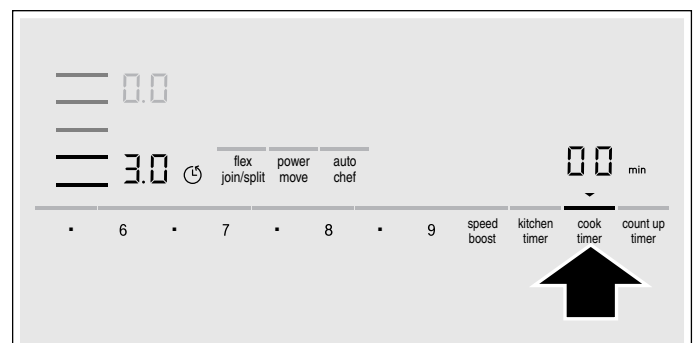 0.0
3.0 flex join/split power move auto chef 00 min
· 6 · 7 · 8 · 9 speed boost kitchen timer cook timer count up timer